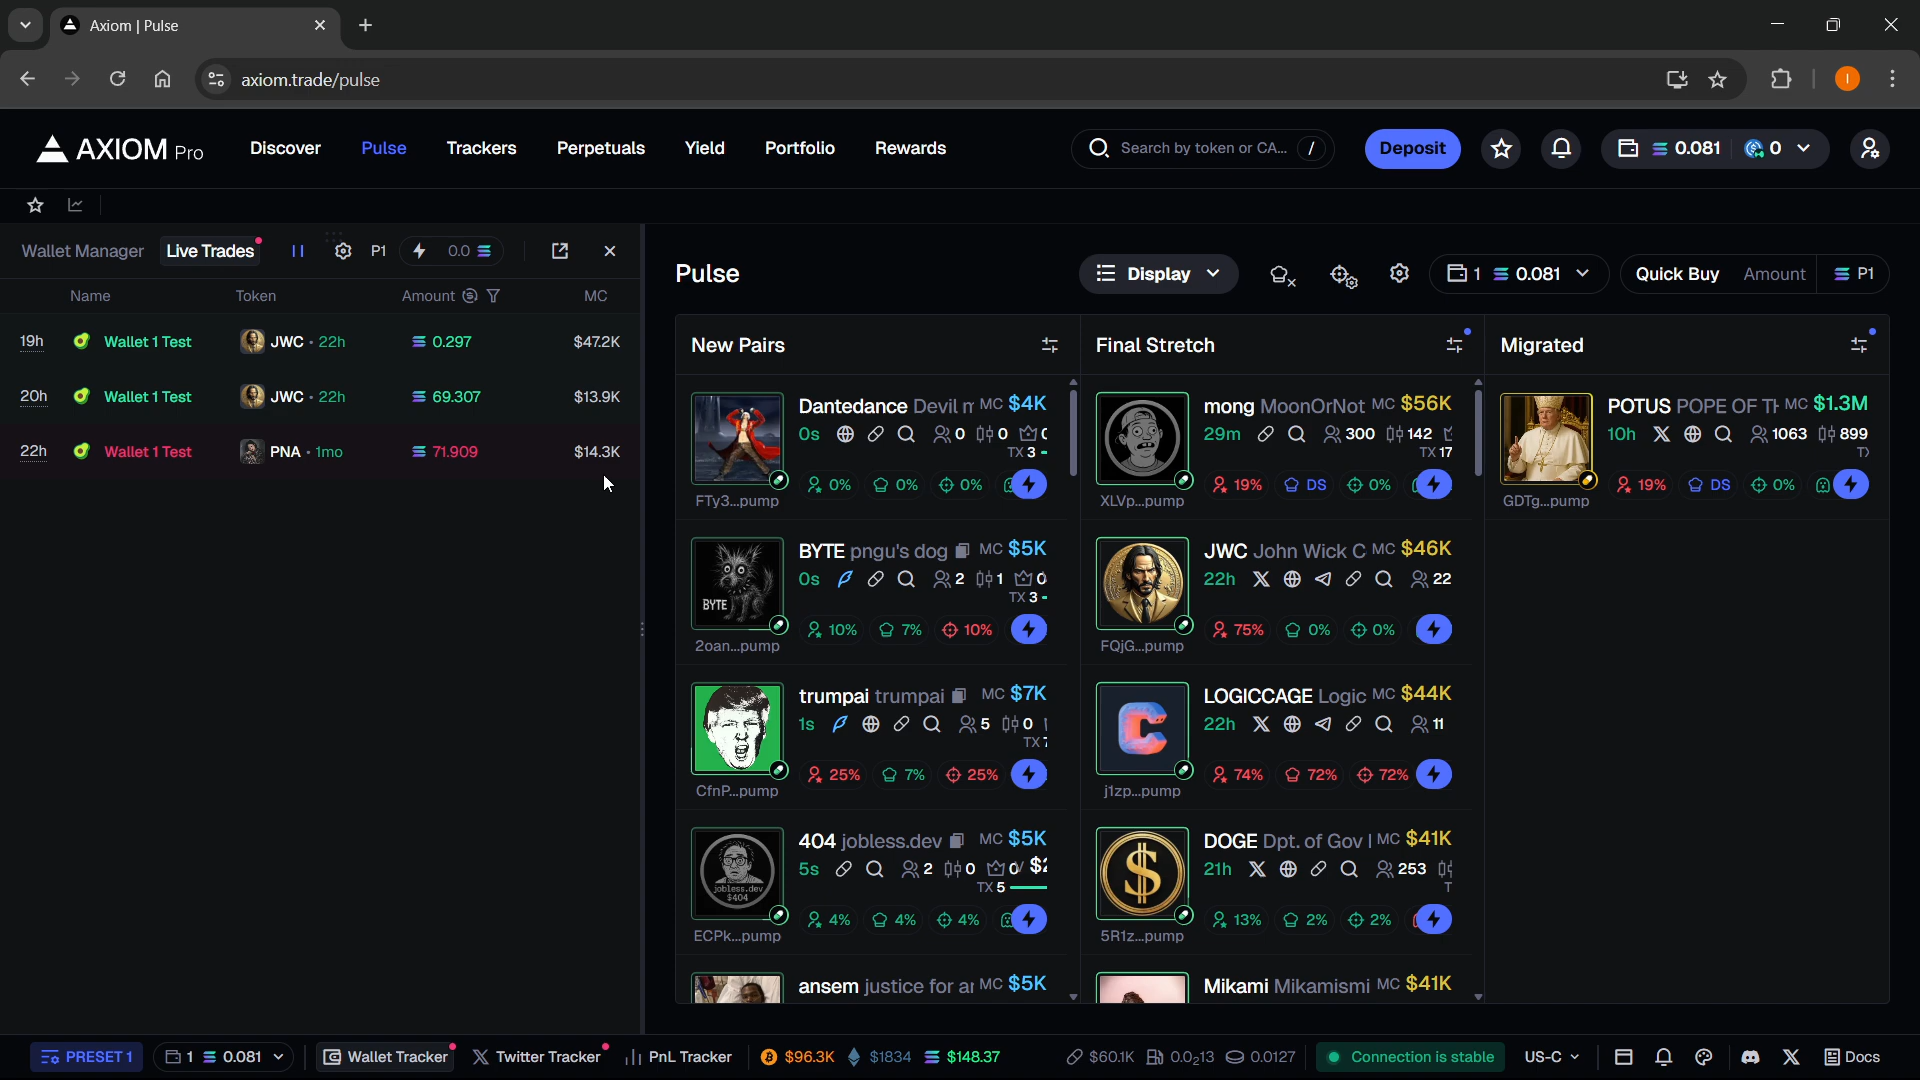 Axiom | Pulse
axiom.trade/pulse
AXIOM Pro
Discover
Pulse
Trackers
Perpetuals
Yield
Portfolio
Rewards
Search by token or CA...
/
Deposit
0.081
0
Wallet Manager
Live Trades
P1
0.0
Name
Token
Amount
MC
19h Wallet 1 Test JWC · 22h 0.297 $47.2K
20h Wallet 1 Test JWC · 22h 69.307 $13.9K
22h Wallet 1 Test PNA · 1mo 71.909 $14.3K
Pulse
Display
1 0.081
Quick Buy Amount P1
New Pairs
Dantedance Devil m MC $4K
0s 0 0
TX 3
0% 0% 0%
FTy3...pump
BYTE
BYTE pngu's dog MC $5K
0s 2 1 0
TX 3
10% 7% 10%
2oan...pump
trumpai trumpai MC $7K
1s 5 0
TX 7
25% 7% 25%
CfnP...pump
jobless.dev
$404
404 jobless.dev MC $5K
5s 2 0 0 V $2
TX 5
4% 4% 4%
ECPk...pump
ansem justice for ar MC $5K
Final Stretch
mong MoonOrNot MC $56K
29m 300 142
TX 17
19% DS 0%
XLVp...pump
JWC John Wick C MC $46K
22h 22
75% 0% 0%
FQjG...pump
LOGICCAGE Logic MC $44K
22h 11
74% 72% 72%
j1zp...pump
DOGE Dpt. of Gov MC $41K
21h 253
T
13% 2% 2%
5R1z...pump
Mikami Mikamismi MC $41K
Migrated
POTUS POPE OF TH MC $1.3M
10h 1063 899
19% DS 0%
GDTg...pump
PRESET 1
1 0.081
Wallet Tracker
Twitter Tracker
PnL Tracker
$96.3K
$1834
$148.37
$60.1K
0.0₂13
0.0127
Connection is stable
US-C
Docs